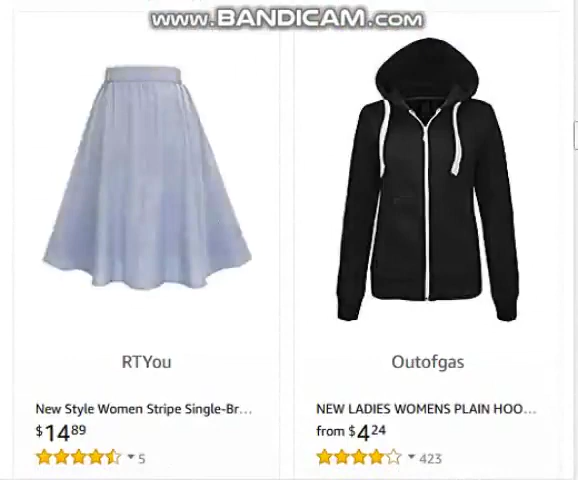 www.BANDICAM.com
RTYou
Outofgas
New Style Women Stripe Single-Br...
NEW LADIES WOMENS PLAIN HOO...
$14 89
from $4 24
5
423